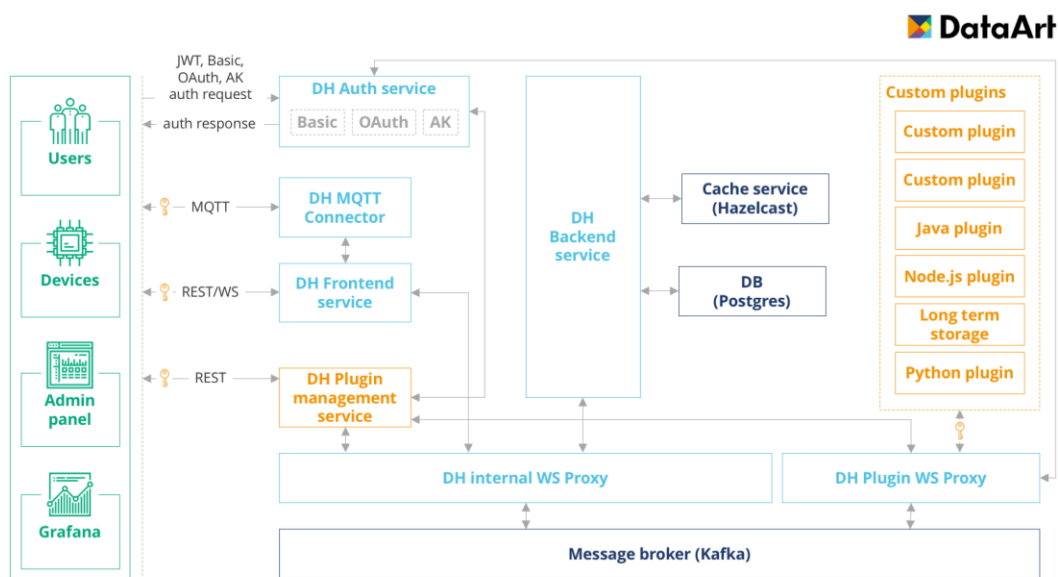 DataArt
JWT, Basic,
OAuth, AK
auth request
auth response
Users
Devices
Admin
panel
Grafana
DH Auth service
Basic
OAuth
AK
MQTT
DH MQTT
Connector
REST/WS
DH Frontend
service
REST
DH Plugin
management
service
DH
Backend
service
Cache service
(Hazelcast)
DB
(Postgres)
Custom plugins
Custom plugin
Custom plugin
Java plugin
Node.js plugin
Long term
storage
Python plugin
DH internal WS Proxy
DH Plugin WS Proxy
Message broker (Kafka)